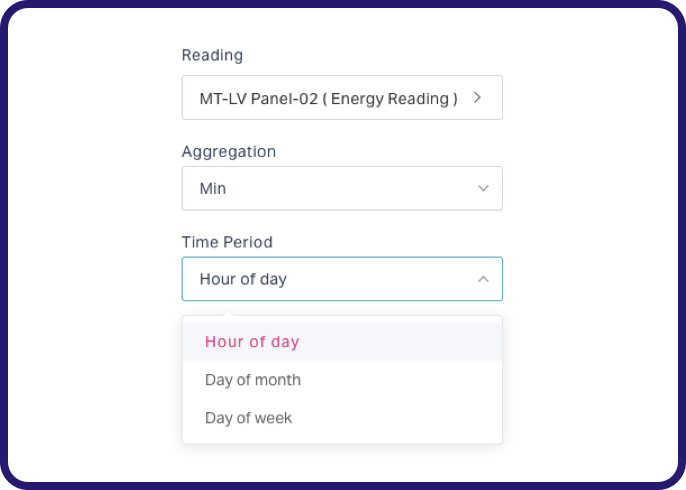 Reading
MT-LV Panel-02 ( Energy Reading )
Aggregation
Min
Time Period
Hour of day
Hour of day
Day of month
Day of week